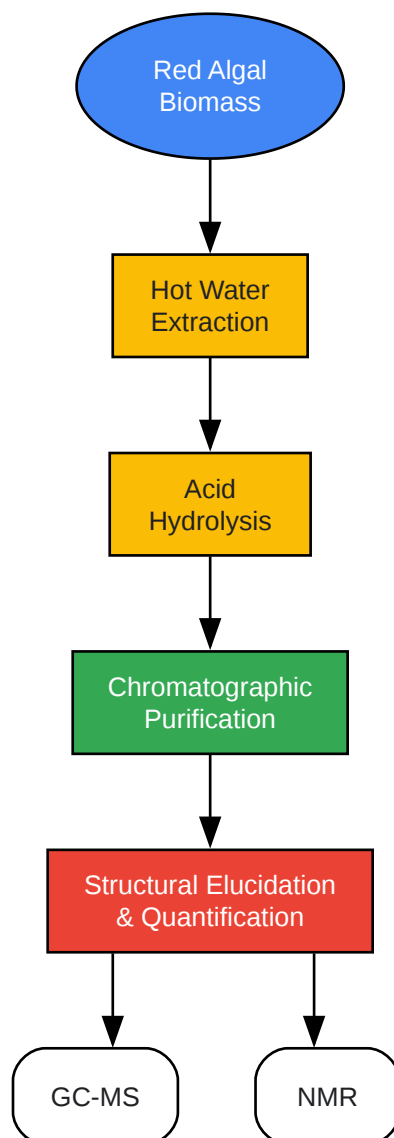 Red Algal
Biomass
Hot Water
Extraction
Acid
Hydrolysis
Chromatographic
Purification
Structural Elucidation
& Quantification
GC-MS
NMR